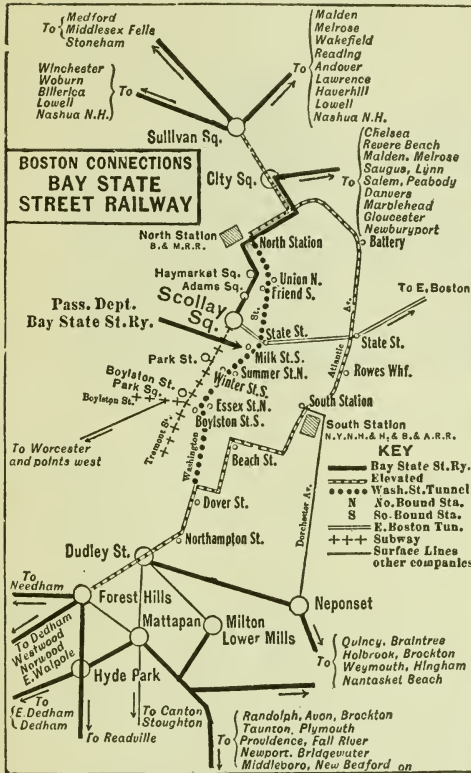 To Medford
Middlesex Fells
Stoneham
Winchester
Woburn
Billerica
Lowell
Nashua N.H.
To
To
Malden
Melrose
Wakefield
Reading
Andover
Lawrence
Haverhill
Lowell
Nashua N.H.
Sullivan Sq.
BOSTON CONNECTIONS
BAY STATE
STREET RAILWAY
City Sq.
To
Chelsea
Revere Beach
Malden. Melrose
Saugus, Lynn
Salem, Peabody
Danvers
Marblehead
Gloucester
Newburyport
North Station
B. & M.R.R.
North Station
Battery
Haymarket Sq.
Adams Sq.
Union N.
Friend S.
St.
Av.
To E. Boston
Scollay
Sq.
Pass. Dept.
Bay State St. Ry.
State St.
State St.
Park St.
Milk St. S.
Summer St. N.
Winter St. S.
Atlantic
Rowes Whf.
Boylston St.
Park Sq.
Boylston St.
Essex St. N.
Boylston St. S.
Tremont St.
Washington
South Station
South Station
N.Y.N.H.& H. & B. & A.R.R.
To Worcester
and points west
Beach St.
Dover St.
Northampton St.
Dorchester Av.
KEY
Bay State St. Ry.
Elevated
Wash. St. Tunnel
N No. Bound Sta.
S So. Bound Sta.
E. Boston Tun.
Subway
Surface Lines
other companies
Dudley St.
To
Needham
Forest Hills
Mattapan
Milton
Lower Mills
Neponset
To Dedham
Westwood
Norwood
E. Walpole
Hyde Park
To
Quincy, Braintree
Holbrook, Brockton
Weymouth, Hingham
Nantasket Beach
To
E. Dedham
Dedham
To Readville
To Canton
Stoughton
To
Randolph, Avon, Brockton
Taunton, Plymouth
Providence, Fall River
Newport. Bridgewater
Middleboro, New Beaford on